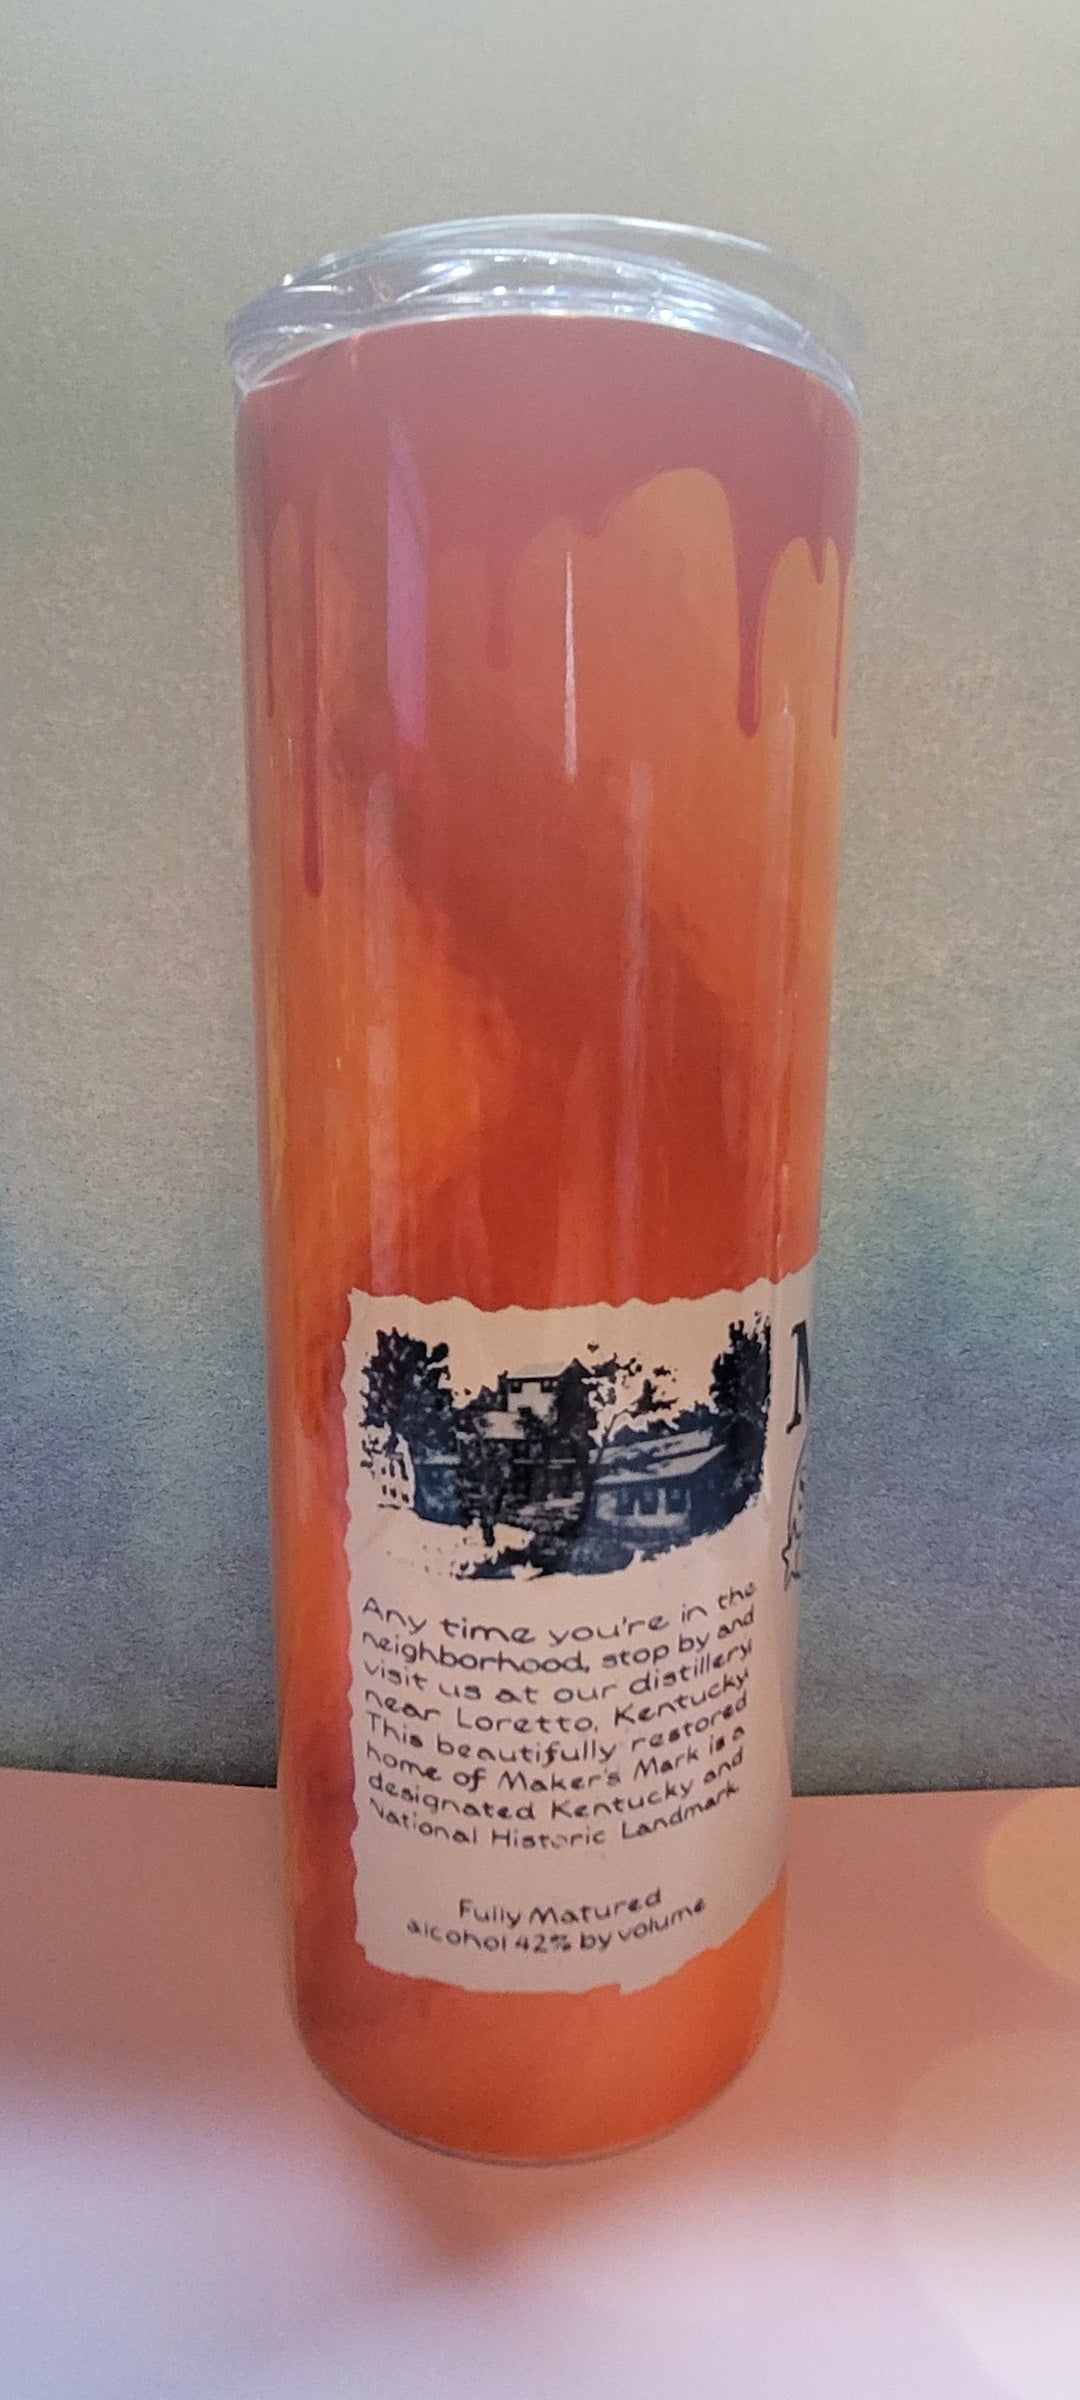 Any time you're in the
neighborhood, stop by and
visit us at our distillery,
near Loretto, Kentucky.
This beautifully restored
home of Maker's Mark is a
designated Kentucky and
National Historic Landmark.
Fully Matured
alcohol 42% by volume